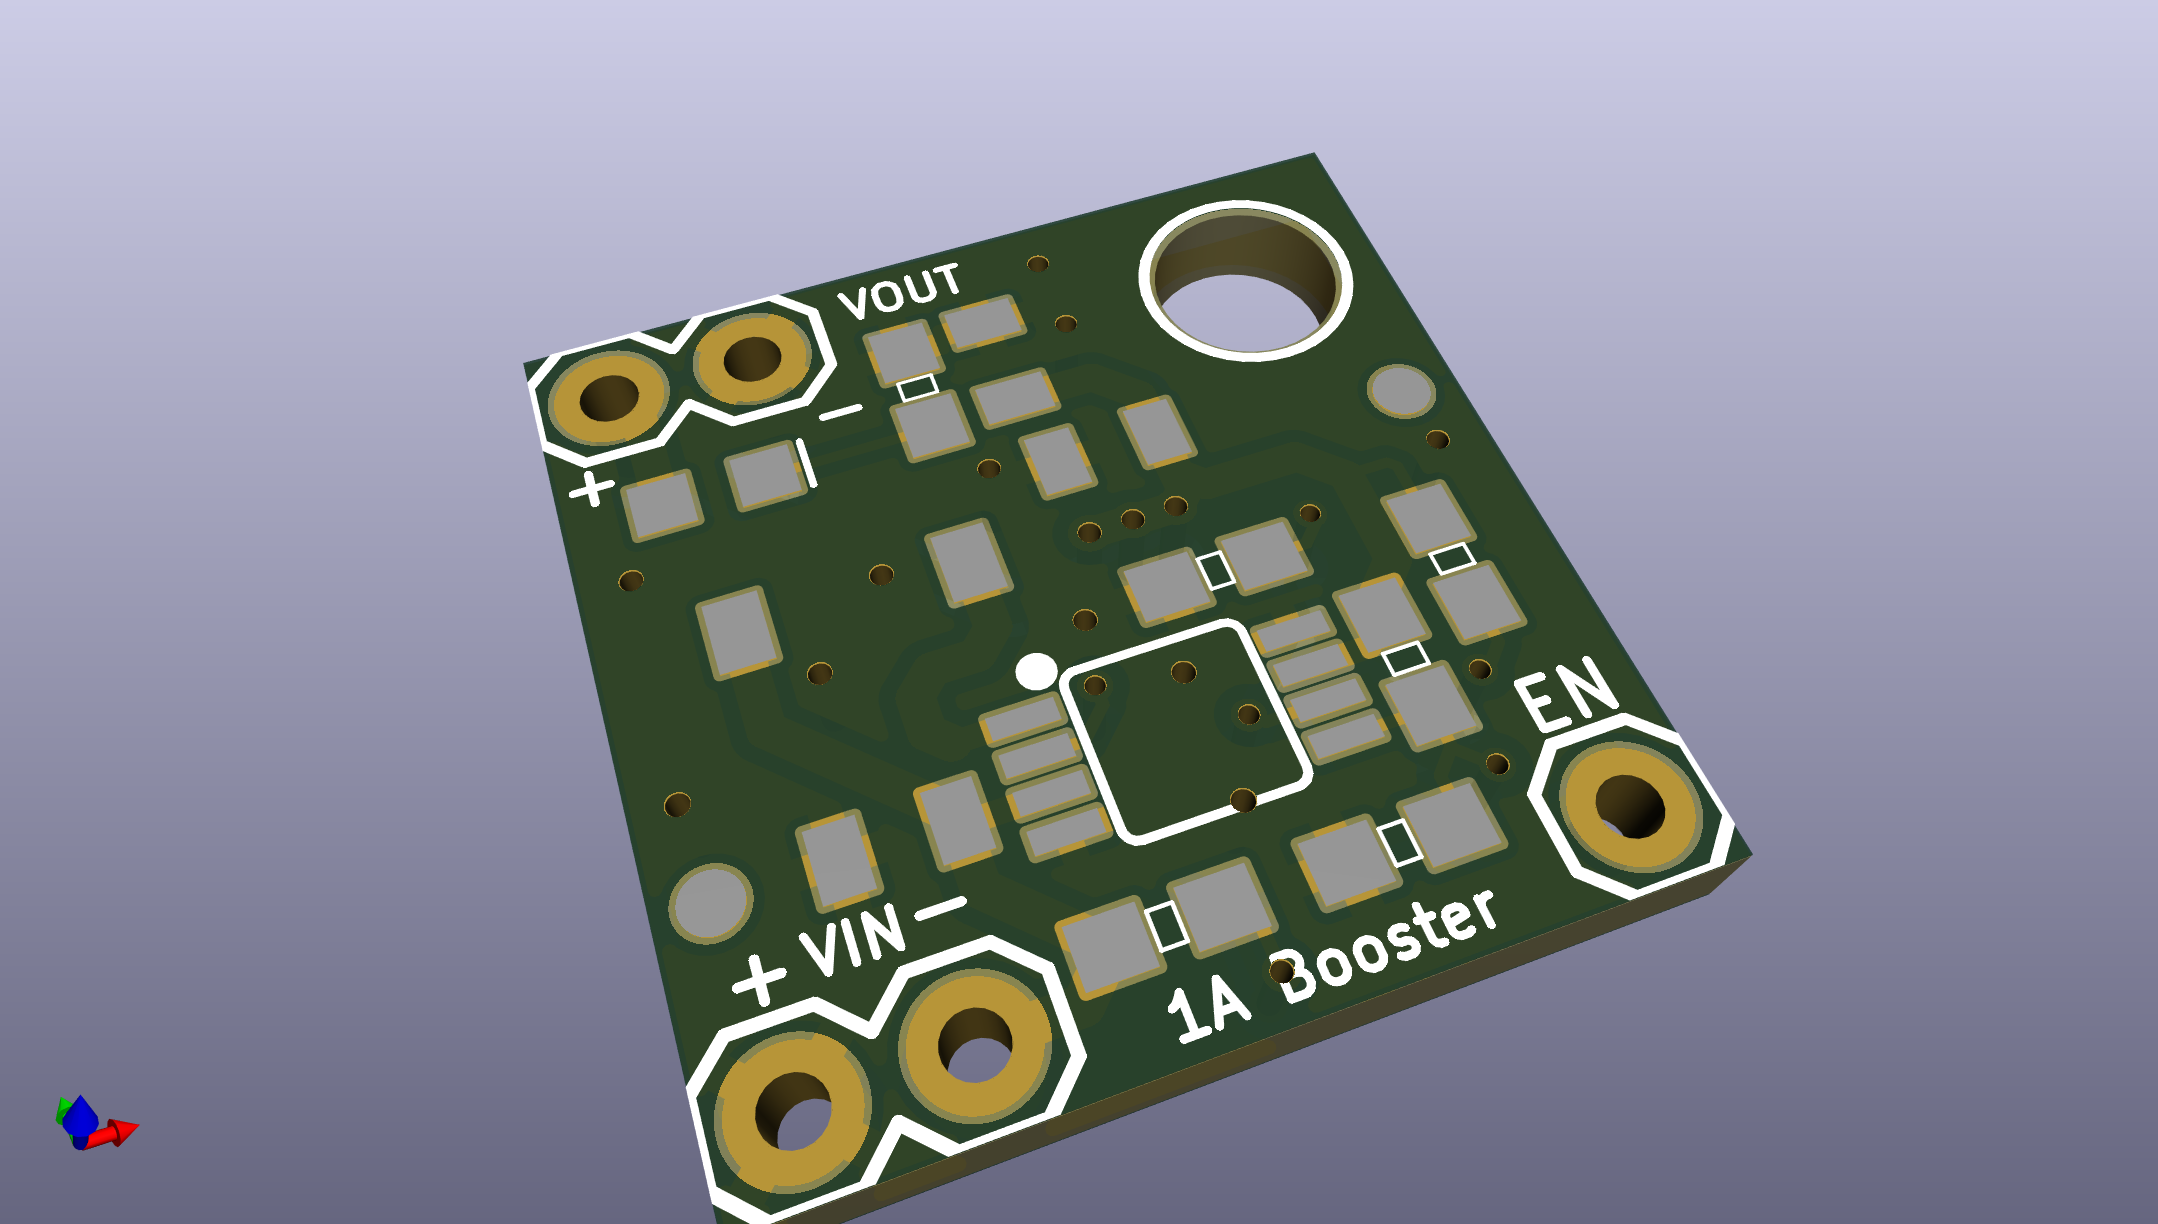 VOUT
−
+
EN
VIN −
+
1A Booster